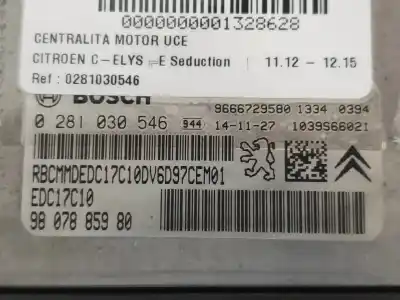 0000000001328628
CENTRALITA MOTOR UCE
CITROEN C-ELYS E Seduction
11.12 - 12.15
Ref: 0281030546
BOSCH
9666729580 1334 0394
0 281 030 546 944 14-11-27 1039S66021
RBCMMDEDC17C10DV6D97CEM01
EDC17C10
98 078 859 80